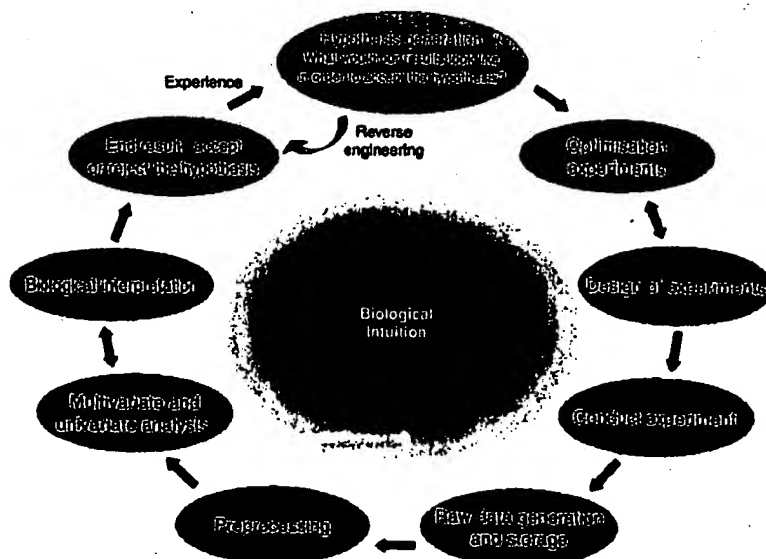 Hypothesis generation
What would our results look like
in order to accept the hypothesis?
Experience
Reverse
engineering
End result: accept
or reject the hypothesis
Optimisation
experiments
Biological interpretation
Design of experiments
Biological
Intuition
Multivariate and
univariate analysis
Conduct experiment
Preprocessing
Raw data generation
and storage